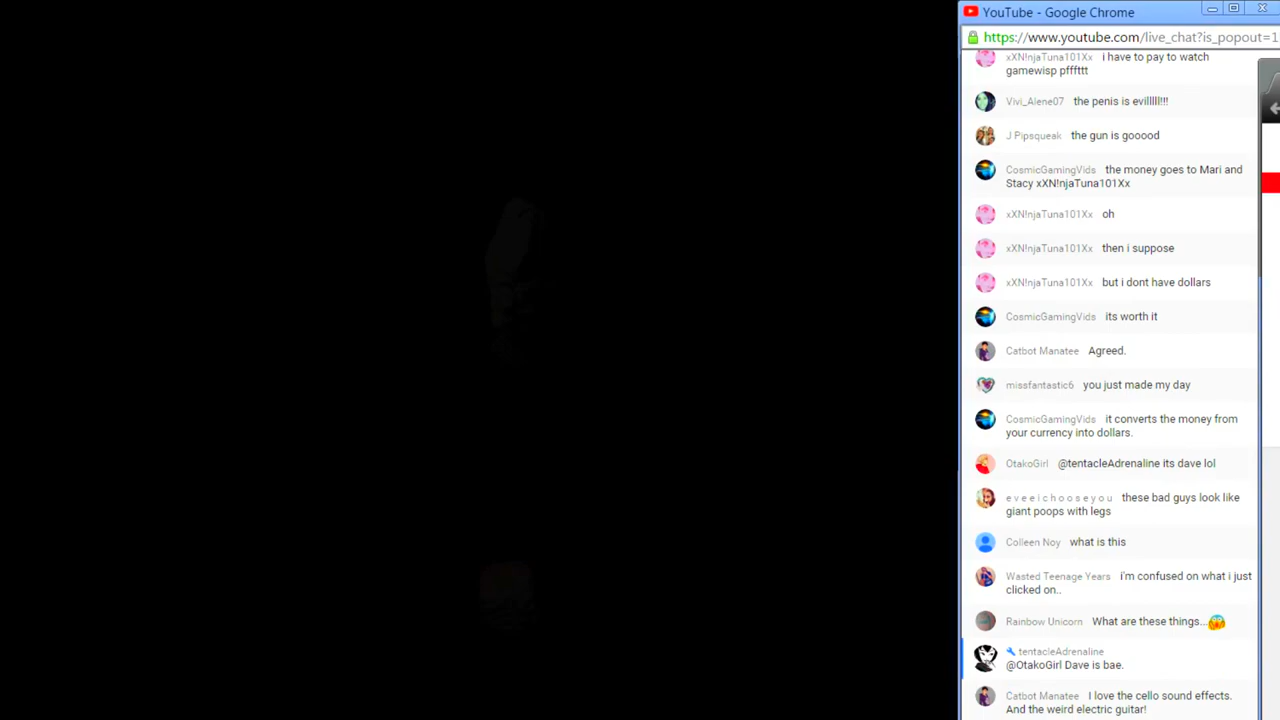 YouTube - Google Chrome
https://www.youtube.com/live_chat?is_popout=1
xXN!njaTuna101Xx i have to pay to watch
gamewisp pffttt
Vivi_Alene07 the penis is evilllll!!!
J Pipsqueak the gun is gooood
CosmicGamingVids the money goes to Mari and
Stacy xXN!njaTuna101Xx
xXN!njaTuna101Xx oh
xXN!njaTuna101Xx then i suppose
xXN!njaTuna101Xx but i dont have dollars
CosmicGamingVids its worth it
Catbot Manatee Agreed.
missfantastic6 you just made my day
CosmicGamingVids it converts the money from
your currency into dollars.
OtakoGirl @tentacleAdrenaline its dave lol
e v e e i c h o o s e y o u these bad guys look like
giant poops with legs
Colleen Noy what is this
Wasted Teenage Years i'm confused on what i just
clicked on..
Rainbow Unicorn What are these things...😱
tentacleAdrenaline
@OtakoGirl Dave is bae.
Catbot Manatee I love the cello sound effects.
And the weird electric guitar!